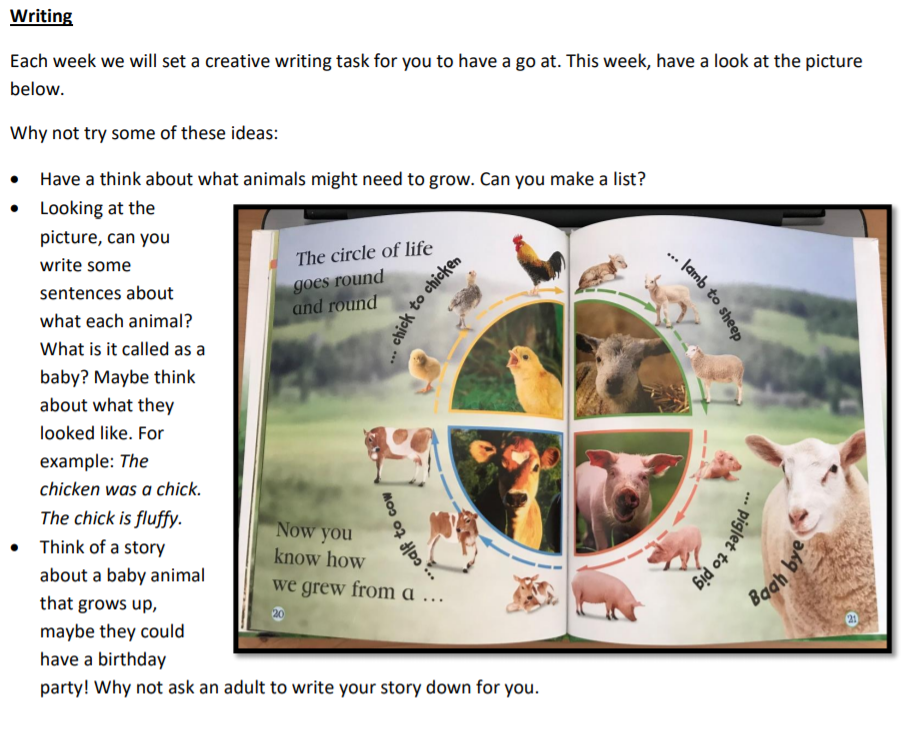 Writing
Each week we will set a creative writing task for you to have a go at. This week, have a look at the picture
below.
Why not try some of these ideas:
• Have a think about what animals might need to grow. Can you make a list?
• Looking at the
picture, can you
write some
sentences about
what each animal?
What is it called as a
baby? Maybe think
about what they
looked like. For
example: The
chicken was a chick.
The chick is fluffy.
• Think of a story
about a baby animal
that grows up,
maybe they could
have a birthday
party! Why not ask an adult to write your story down for you.
The circle of life
goes round
and round
... chick to chicken
... lamb to sheep
... calf to cow
... piglet to pig
Now you
know how
we grew from a ...
Baah bye
20
21